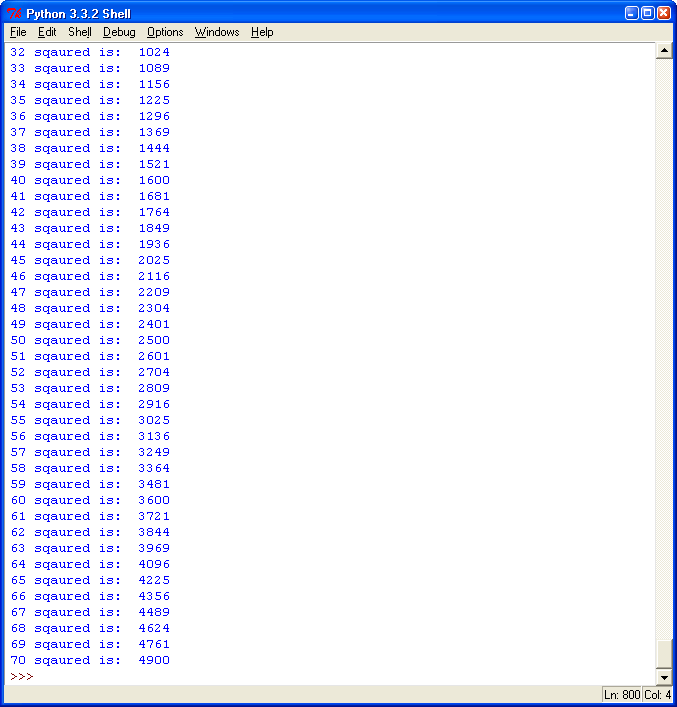 Python 3.3.2 Shell
File Edit Shell Debug Options Windows Help
32 sqaured is:  1024
33 sqaured is:  1089
34 sqaured is:  1156
35 sqaured is:  1225
36 sqaured is:  1296
37 sqaured is:  1369
38 sqaured is:  1444
39 sqaured is:  1521
40 sqaured is:  1600
41 sqaured is:  1681
42 sqaured is:  1764
43 sqaured is:  1849
44 sqaured is:  1936
45 sqaured is:  2025
46 sqaured is:  2116
47 sqaured is:  2209
48 sqaured is:  2304
49 sqaured is:  2401
50 sqaured is:  2500
51 sqaured is:  2601
52 sqaured is:  2704
53 sqaured is:  2809
54 sqaured is:  2916
55 sqaured is:  3025
56 sqaured is:  3136
57 sqaured is:  3249
58 sqaured is:  3364
59 sqaured is:  3481
60 sqaured is:  3600
61 sqaured is:  3721
62 sqaured is:  3844
63 sqaured is:  3969
64 sqaured is:  4096
65 sqaured is:  4225
66 sqaured is:  4356
67 sqaured is:  4489
68 sqaured is:  4624
69 sqaured is:  4761
70 sqaured is:  4900
>>>
Ln: 800 Col: 4